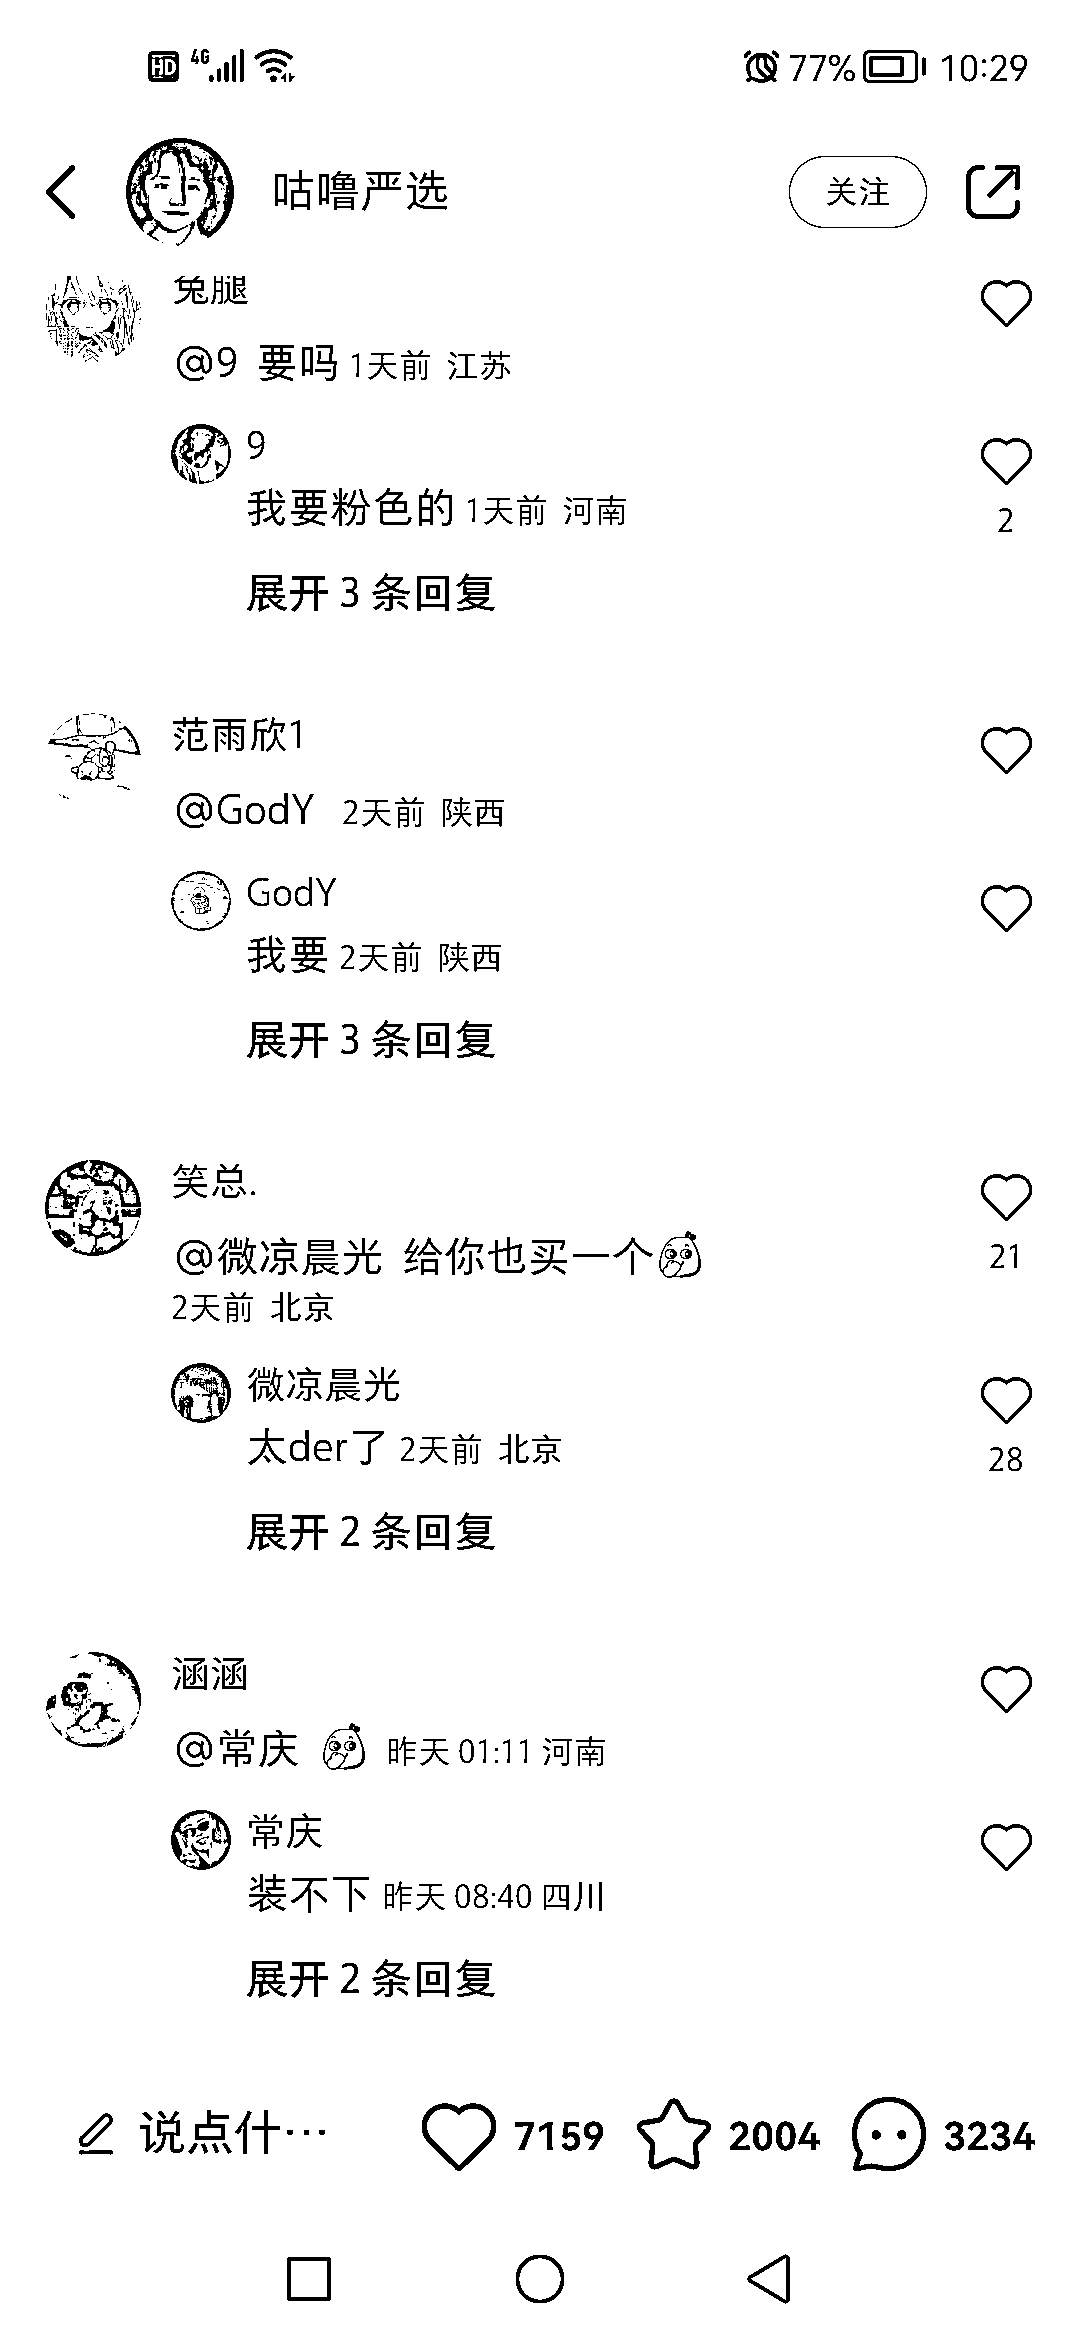 HD 4G 77% 10:29
咕噜严选 关注
兔腿
@9 要吗 1天前 江苏
9
我要粉色的 1天前 河南
2
展开 3 条回复
范雨欣1
@GodY 2天前 陕西
GodY
我要 2天前 陕西
展开 3 条回复
笑总.
@微凉晨光 给你也买一个
21
2天前 北京
微凉晨光
太der了 2天前 北京
28
展开 2 条回复
涵涵
@常庆 昨天 01:11 河南
常庆
装不下 昨天 08:40 四川
展开 2 条回复
说点什… 7159 2004 3234